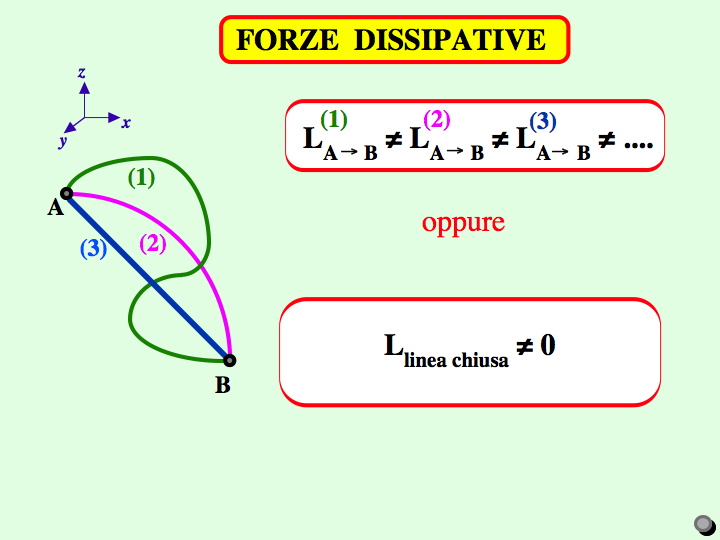 FORZE DISSIPATIVE
z
x
y
L(1)A→ B ≠ L(2)A→ B ≠ L(3)A→ B ≠ ....
(1)
A
(3)
(2)
oppure
Llinea chiusa ≠ 0
B